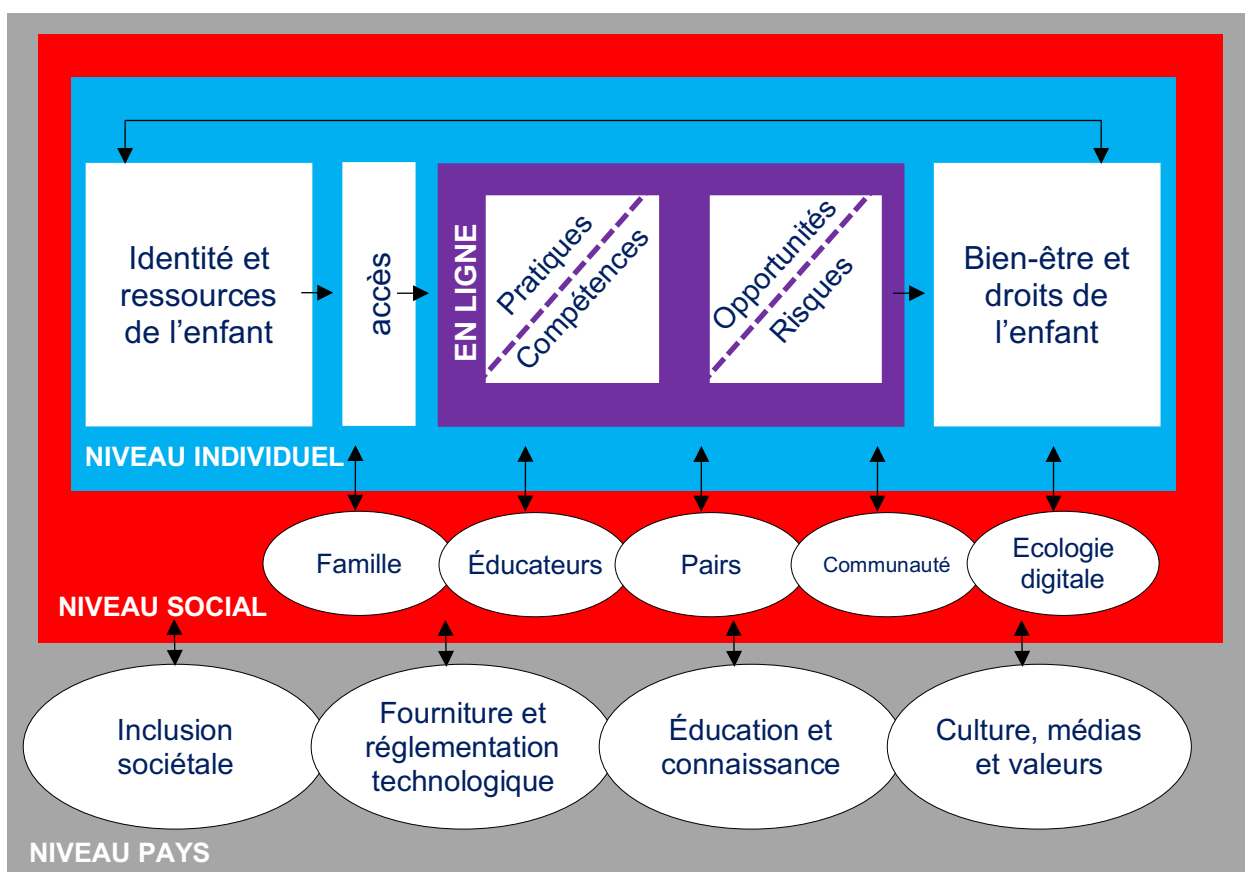 Identité et
ressources
de l’enfant
accès
EN LIGNE
Pratiques
Compétences
Opportunités
Risques
Bien-être et
droits de
l’enfant
NIVEAU INDIVIDUEL
Famille
Éducateurs
Pairs
Communauté
Ecologie
digitale
NIVEAU SOCIAL
Inclusion
sociétale
Fourniture et
réglementation
technologique
Éducation et
connaissance
Culture, médias
et valeurs
NIVEAU PAYS